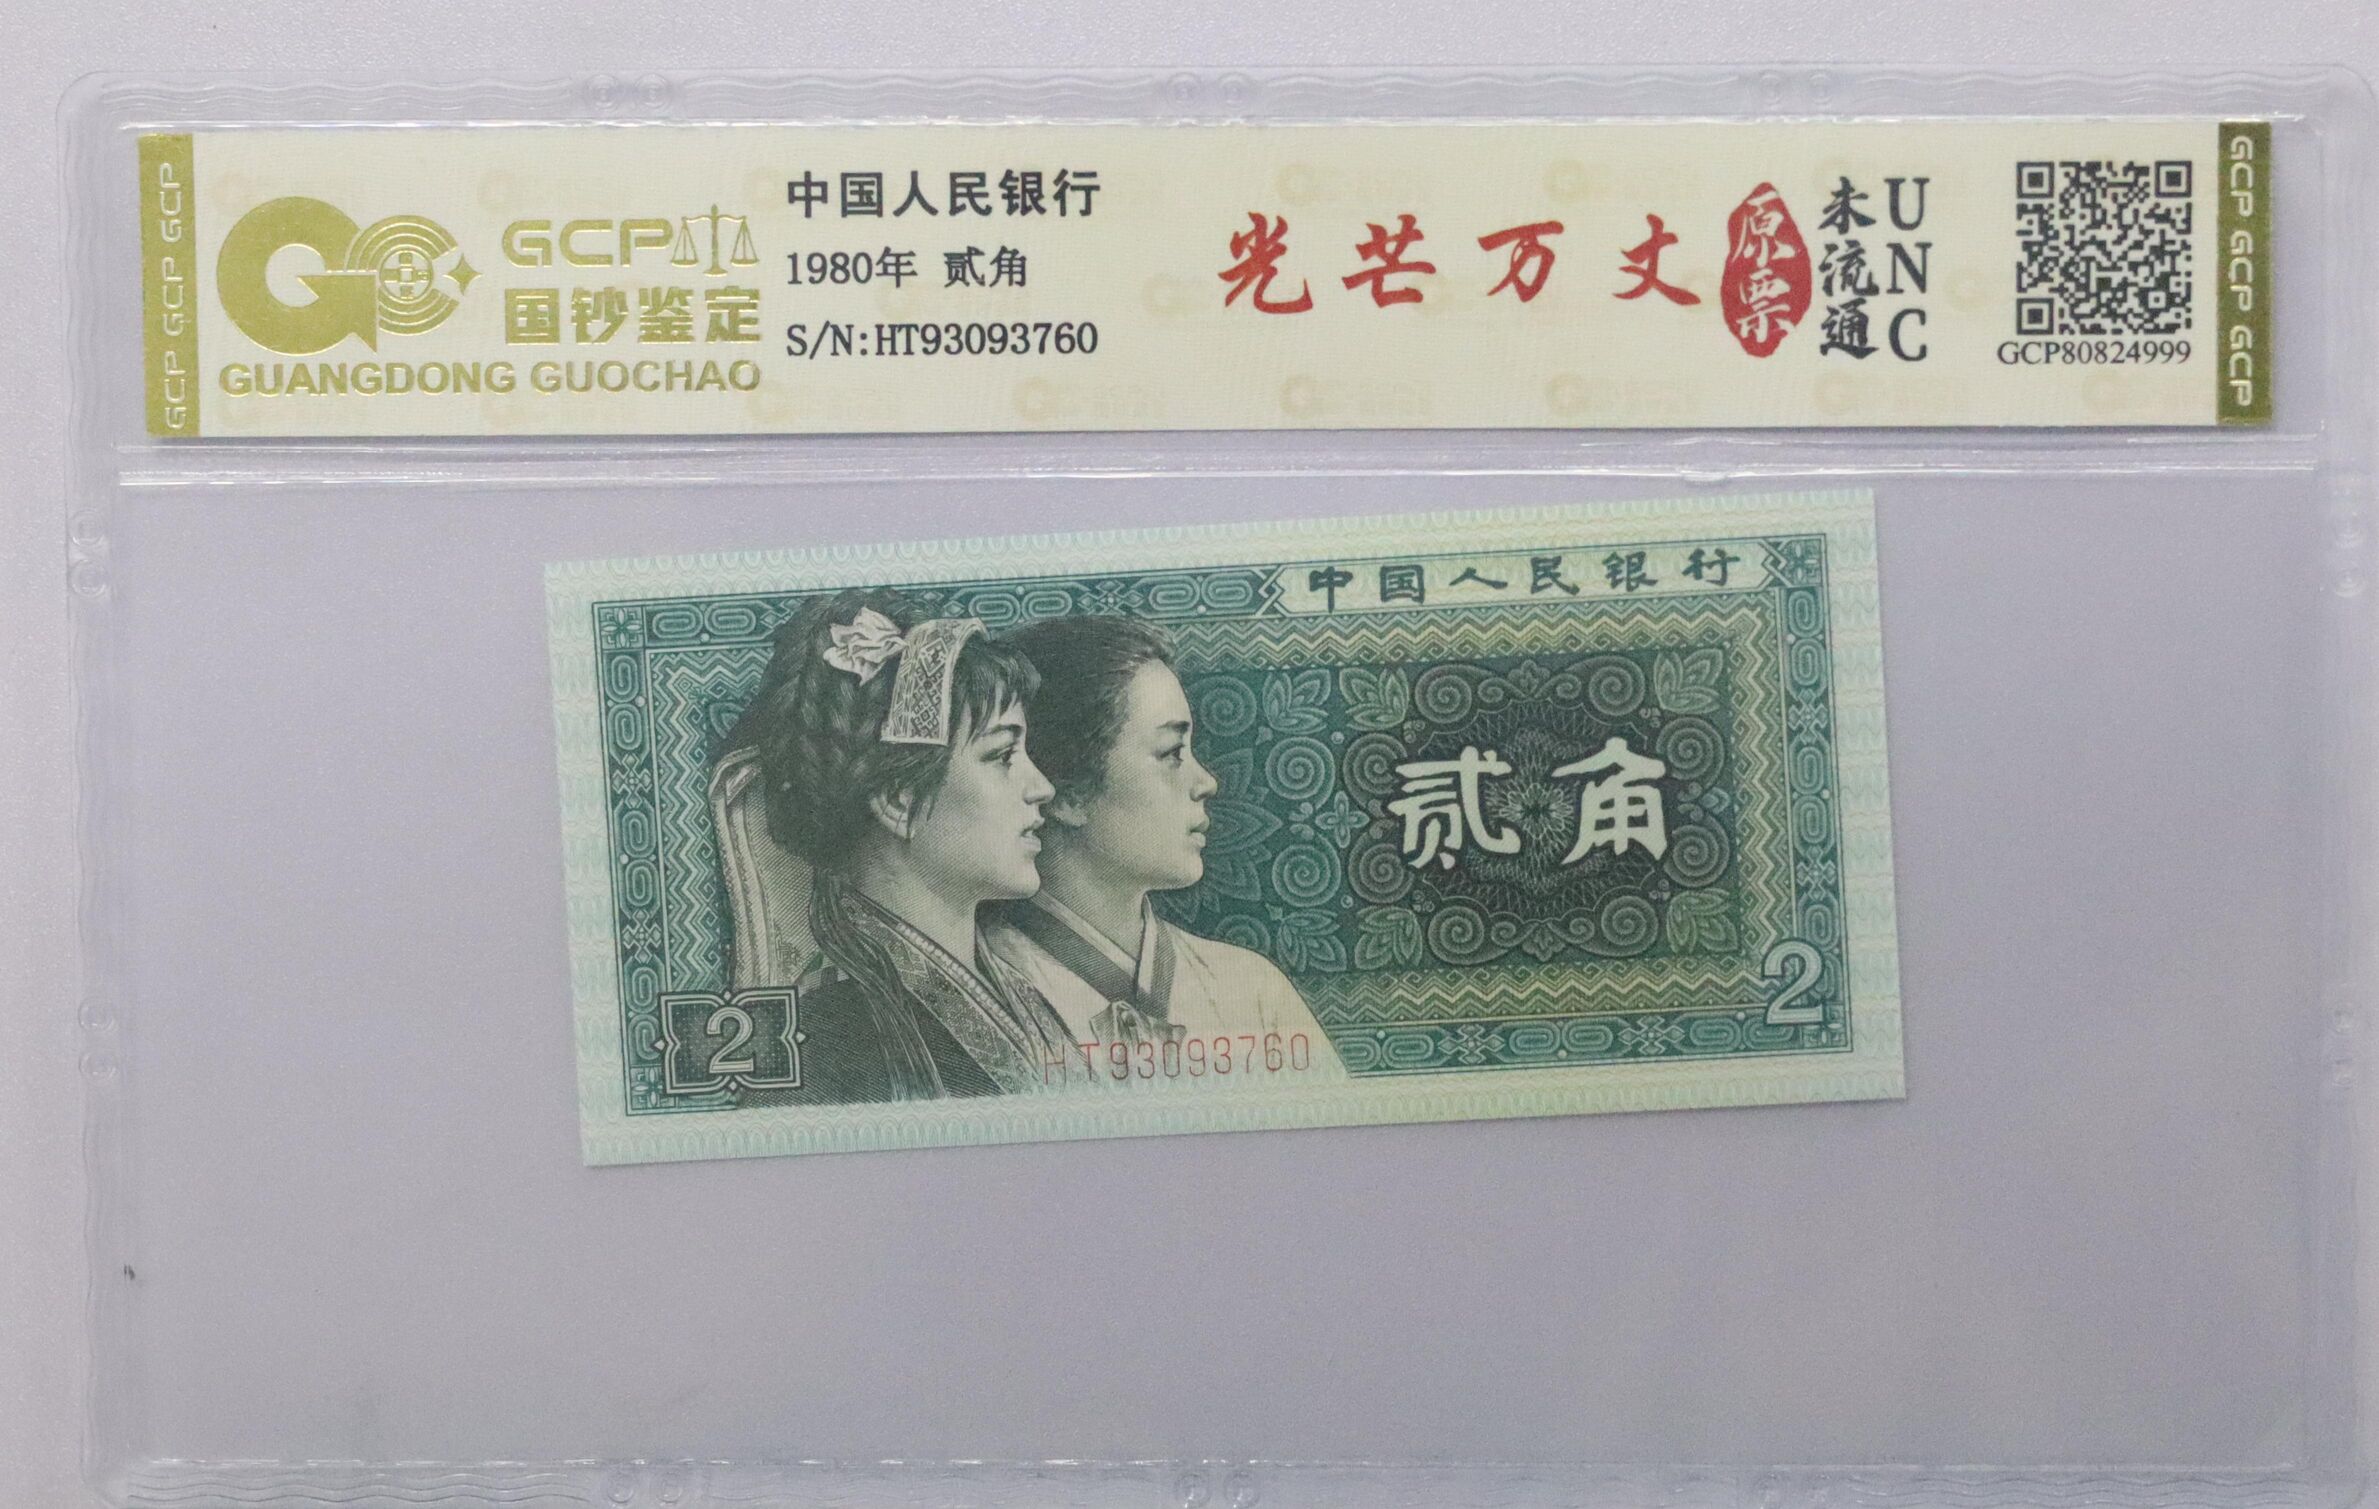 GCP GCP GCP
GCP
国钞鉴定
GUANGDONG GUOCHAO
中国人民银行
1980年 贰角
S/N:HT93093760
光芒万丈
原票
未流通
UNC
GCP80824999
GCP GCP GCP
中国人民银行
贰角
2
2
HT93093760